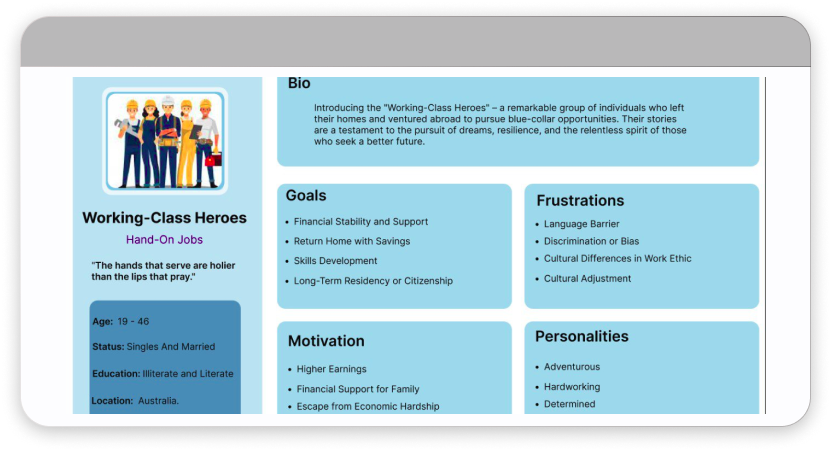 Working-Class Heroes
Hand-On Jobs
"The hands that serve are holier
than the lips that pray."
Age: 19 - 46
Status: Singles And Married
Education: Illiterate and Literate
Location: Australia.
Bio
Introducing the "Working-Class Heroes" – a remarkable group of individuals who left
their homes and ventured abroad to pursue blue-collar opportunities. Their stories
are a testament to the pursuit of dreams, resilience, and the relentless spirit of those
who seek a better future.
Goals
• Financial Stability and Support
• Return Home with Savings
• Skills Development
• Long-Term Residency or Citizenship
Frustrations
• Language Barrier
• Discrimination or Bias
• Cultural Differences in Work Ethic
• Cultural Adjustment
Motivation
• Higher Earnings
• Financial Support for Family
• Escape from Economic Hardship
Personalities
• Adventurous
• Hardworking
• Determined